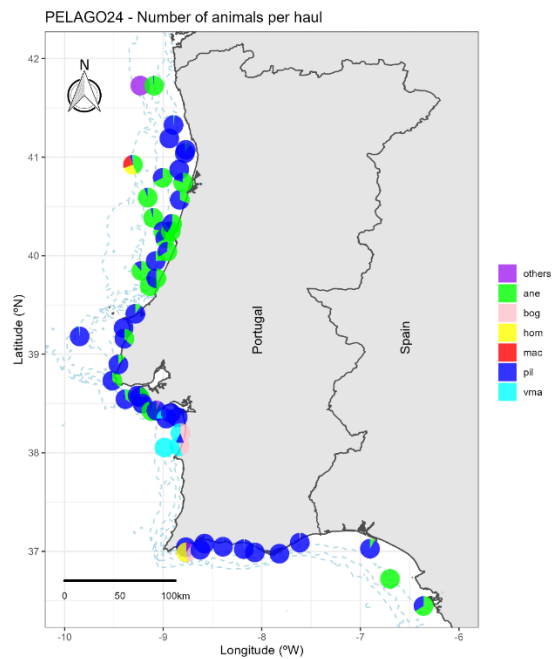 PELAGO24 - Number of animals per haul
42
N
41
40
39
38
37
Latitude (ºN)
Portugal
Spain
others
ane
bog
hom
mac
pil
vma
0 50 100km
-10 -9 -8 -7 -6
Longitude (ºW)